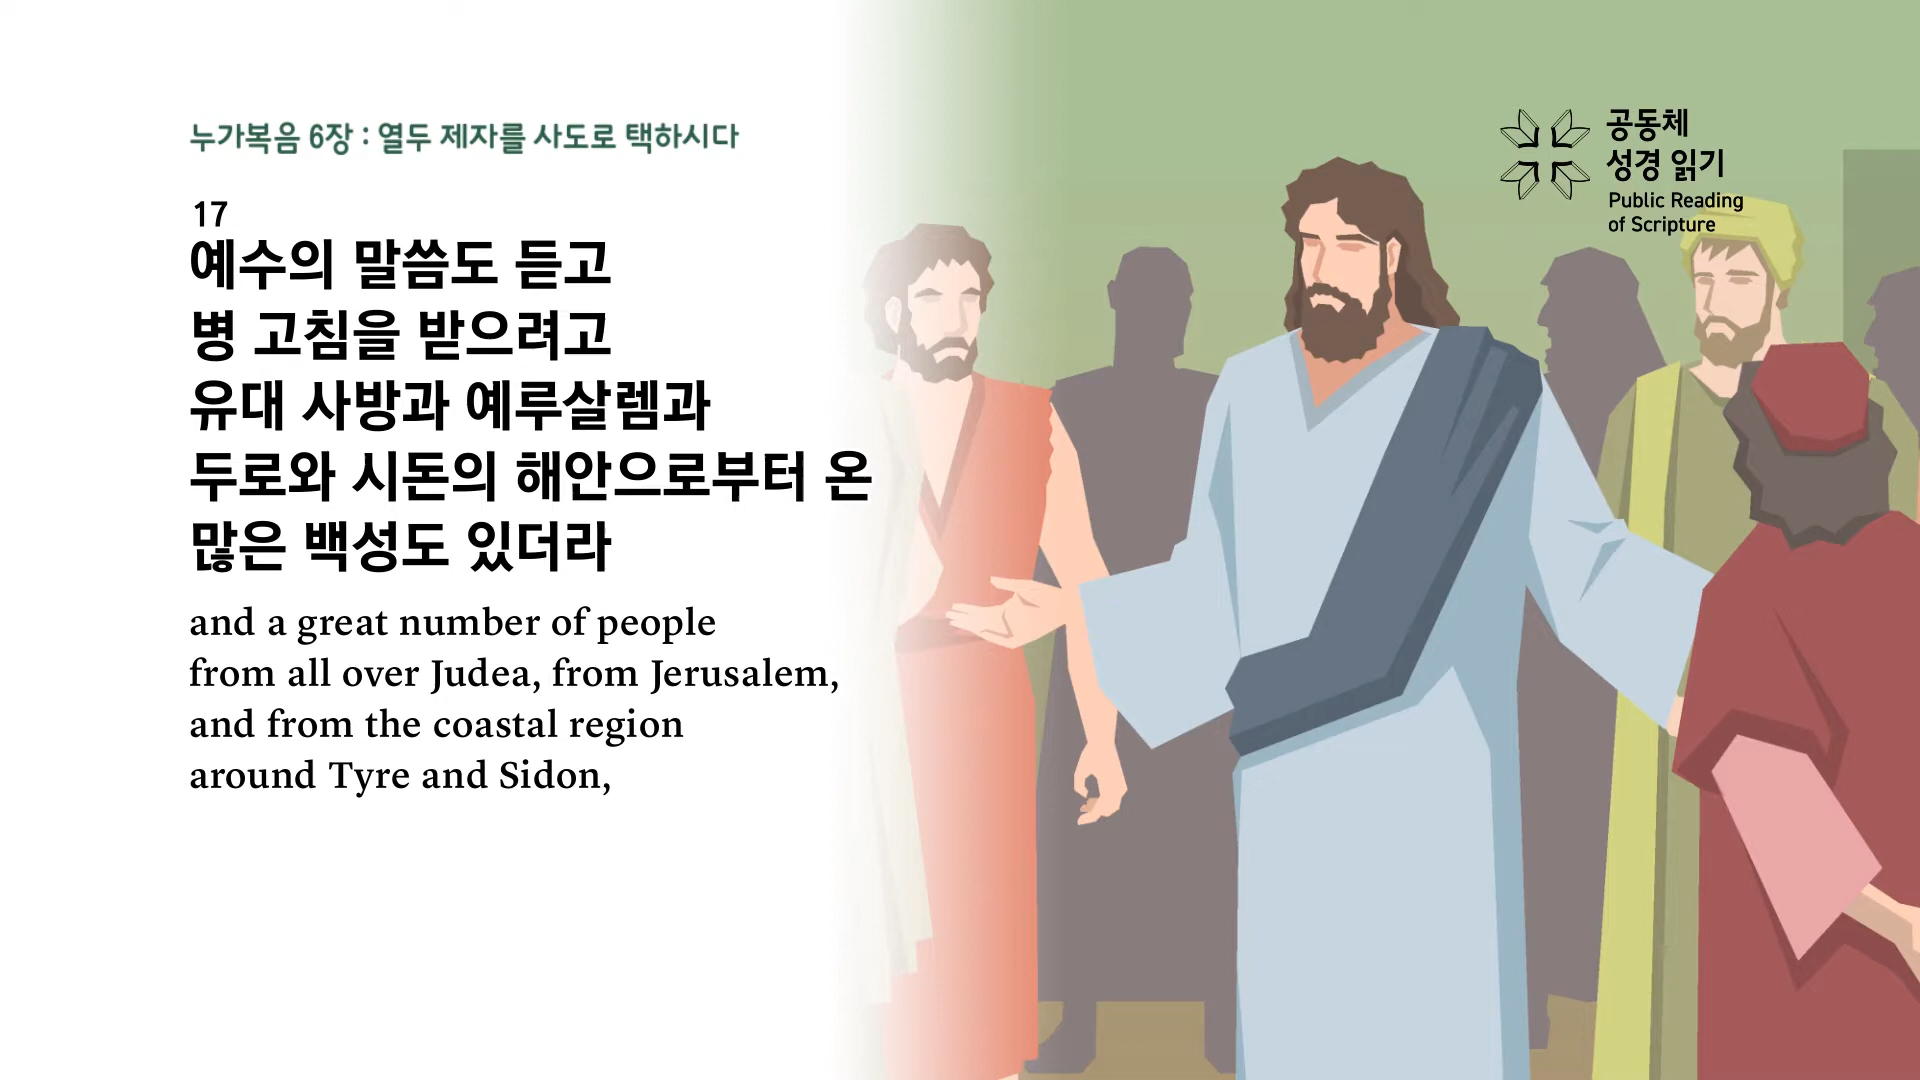 누가복음 6장 : 열두 제자를 사도로 택하시다
17
예수의 말씀도 듣고
병 고침을 받으려고
유대 사방과 예루살렘과
두로와 시돈의 해안으로부터 온
많은 백성도 있더라
and a great number of people
from all over Judea, from Jerusalem,
and from the coastal region
around Tyre and Sidon,
공동체
성경 읽기
Public Reading
of Scripture